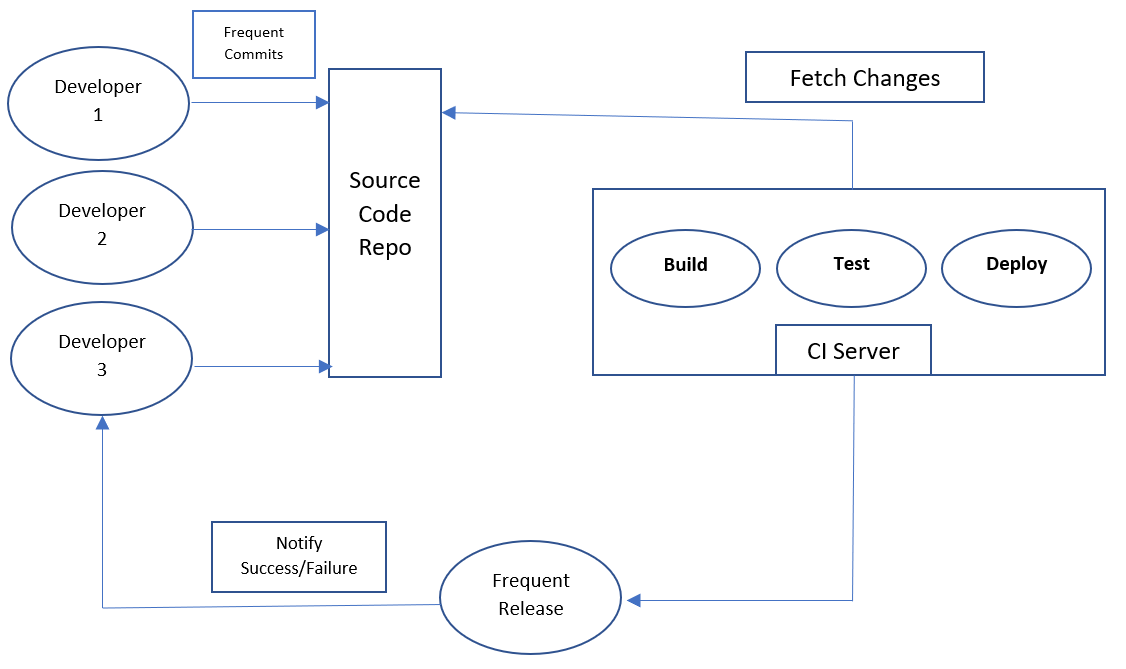 Frequent
Commits
Developer
1
Fetch Changes
Source
Code
Repo
Developer
2
Build
Test
Deploy
Developer
3
CI Server
Notify
Success/Failure
Frequent
Release